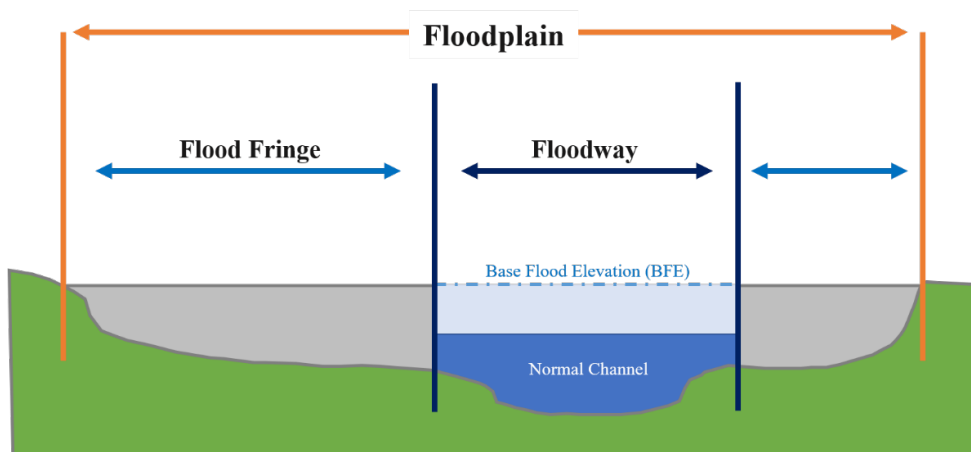 Floodplain
Flood Fringe
Floodway
Base Flood Elevation (BFE)
Normal Channel